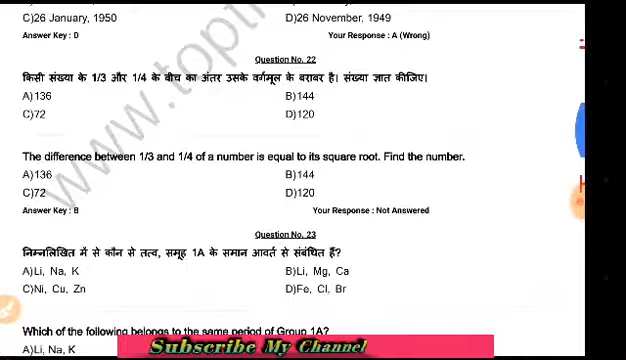 C)26 January, 1950 D)26 November, 1949
Answer Key : D Your Response : A (Wrong)
Question No. 22
किसी संख्या के 1/3 और 1/4 के बीच का अंतर उसके वर्गमूल के बराबर है। संख्या ज्ञात कीजिए।
A)136 B)144
C)72 D)120
The difference between 1/3 and 1/4 of a number is equal to its square root. Find the number.
A)136 B)144
C)72 D)120
Answer Key : B Your Response : Not Answered
Question No. 23
निम्नलिखित में से कौन से तत्व, समूह 1A के समान आवर्त से संबंधित हैं?
A)Li, Na, K B)Li, Mg, Ca
C)Ni, Cu, Zn D)Fe, Cl, Br
Which of the following belongs to the same period of Group 1A?
A)Li, Na, K
Subscribe My Channel